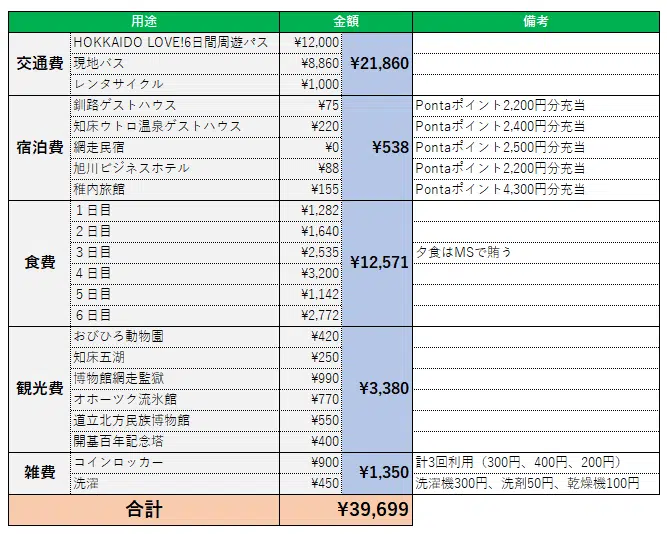 用途 金額 備考
交通費 HOKKAIDO LOVE!6日間周遊パス ¥12,000 ¥21,860
現地バス ¥8,860
レンタサイクル ¥1,000
宿泊費 釧路ゲストハウス ¥75 ¥538 Pontaポイント2,200円分充当
知床ウトロ温泉ゲストハウス ¥220 Pontaポイント2,400円分充当
網走民宿 ¥0 Pontaポイント2,500円分充当
旭川ビジネスホテル ¥88 Pontaポイント2,200円分充当
稚内旅館 ¥155 Pontaポイント4,300円分充当
食費 1日目 ¥1,282 ¥12,571
2日目 ¥1,640
3日目 ¥2,535 夕食はMSで賄う
4日目 ¥3,200
5日目 ¥1,142
6日目 ¥2,772
観光費 おびひろ動物園 ¥420 ¥3,380
知床五湖 ¥250
博物館網走監獄 ¥990
オホーツク流氷館 ¥770
道立北方民族博物館 ¥550
開基百年記念塔 ¥400
雑費 コインロッカー ¥900 ¥1,350 計3回利用（300円、400円、200円）
洗濯 ¥450 洗濯機300円、洗剤50円、乾燥機100円
合計 ¥39,699